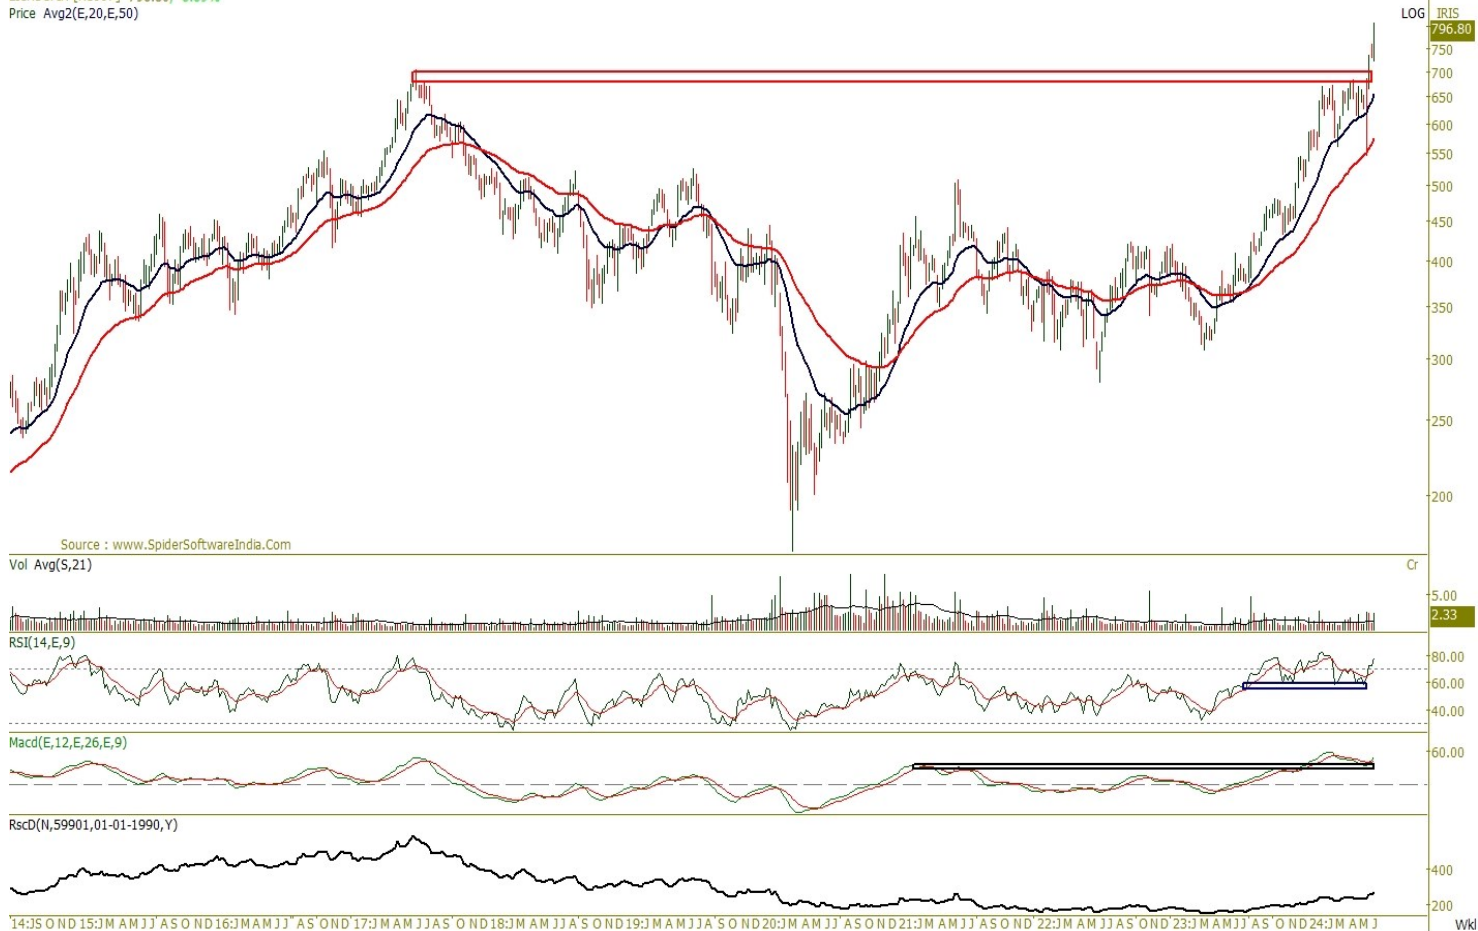 Price Avg2(E,20,E,50)
LOG
IRIS
796.80
750
700
650
600
550
500
450
400
350
300
250
200
Source : www.SpiderSoftwareIndia.Com
Vol Avg(S,21)
Cr
5.00
2.33
RSI(14,E,9)
80.00
60.00
40.00
Macd(E,12,E,26,E,9)
60.00
RscD(N,59901,01-01-1990,Y)
400
200
14:JS O N D 15:J M A M J J A S O N D 16:J M A M J J A S O N D 17:J M A M J J A S O N D 18:J M A M J J A S O N D 19:J M A M J J A S O N D 20:J M A M J J A S O N D 21:J M A M J J A S O N D 22:J M A M J J A S O N D 23:J M A M J J A S O N D 24:J M A M J
Wkl